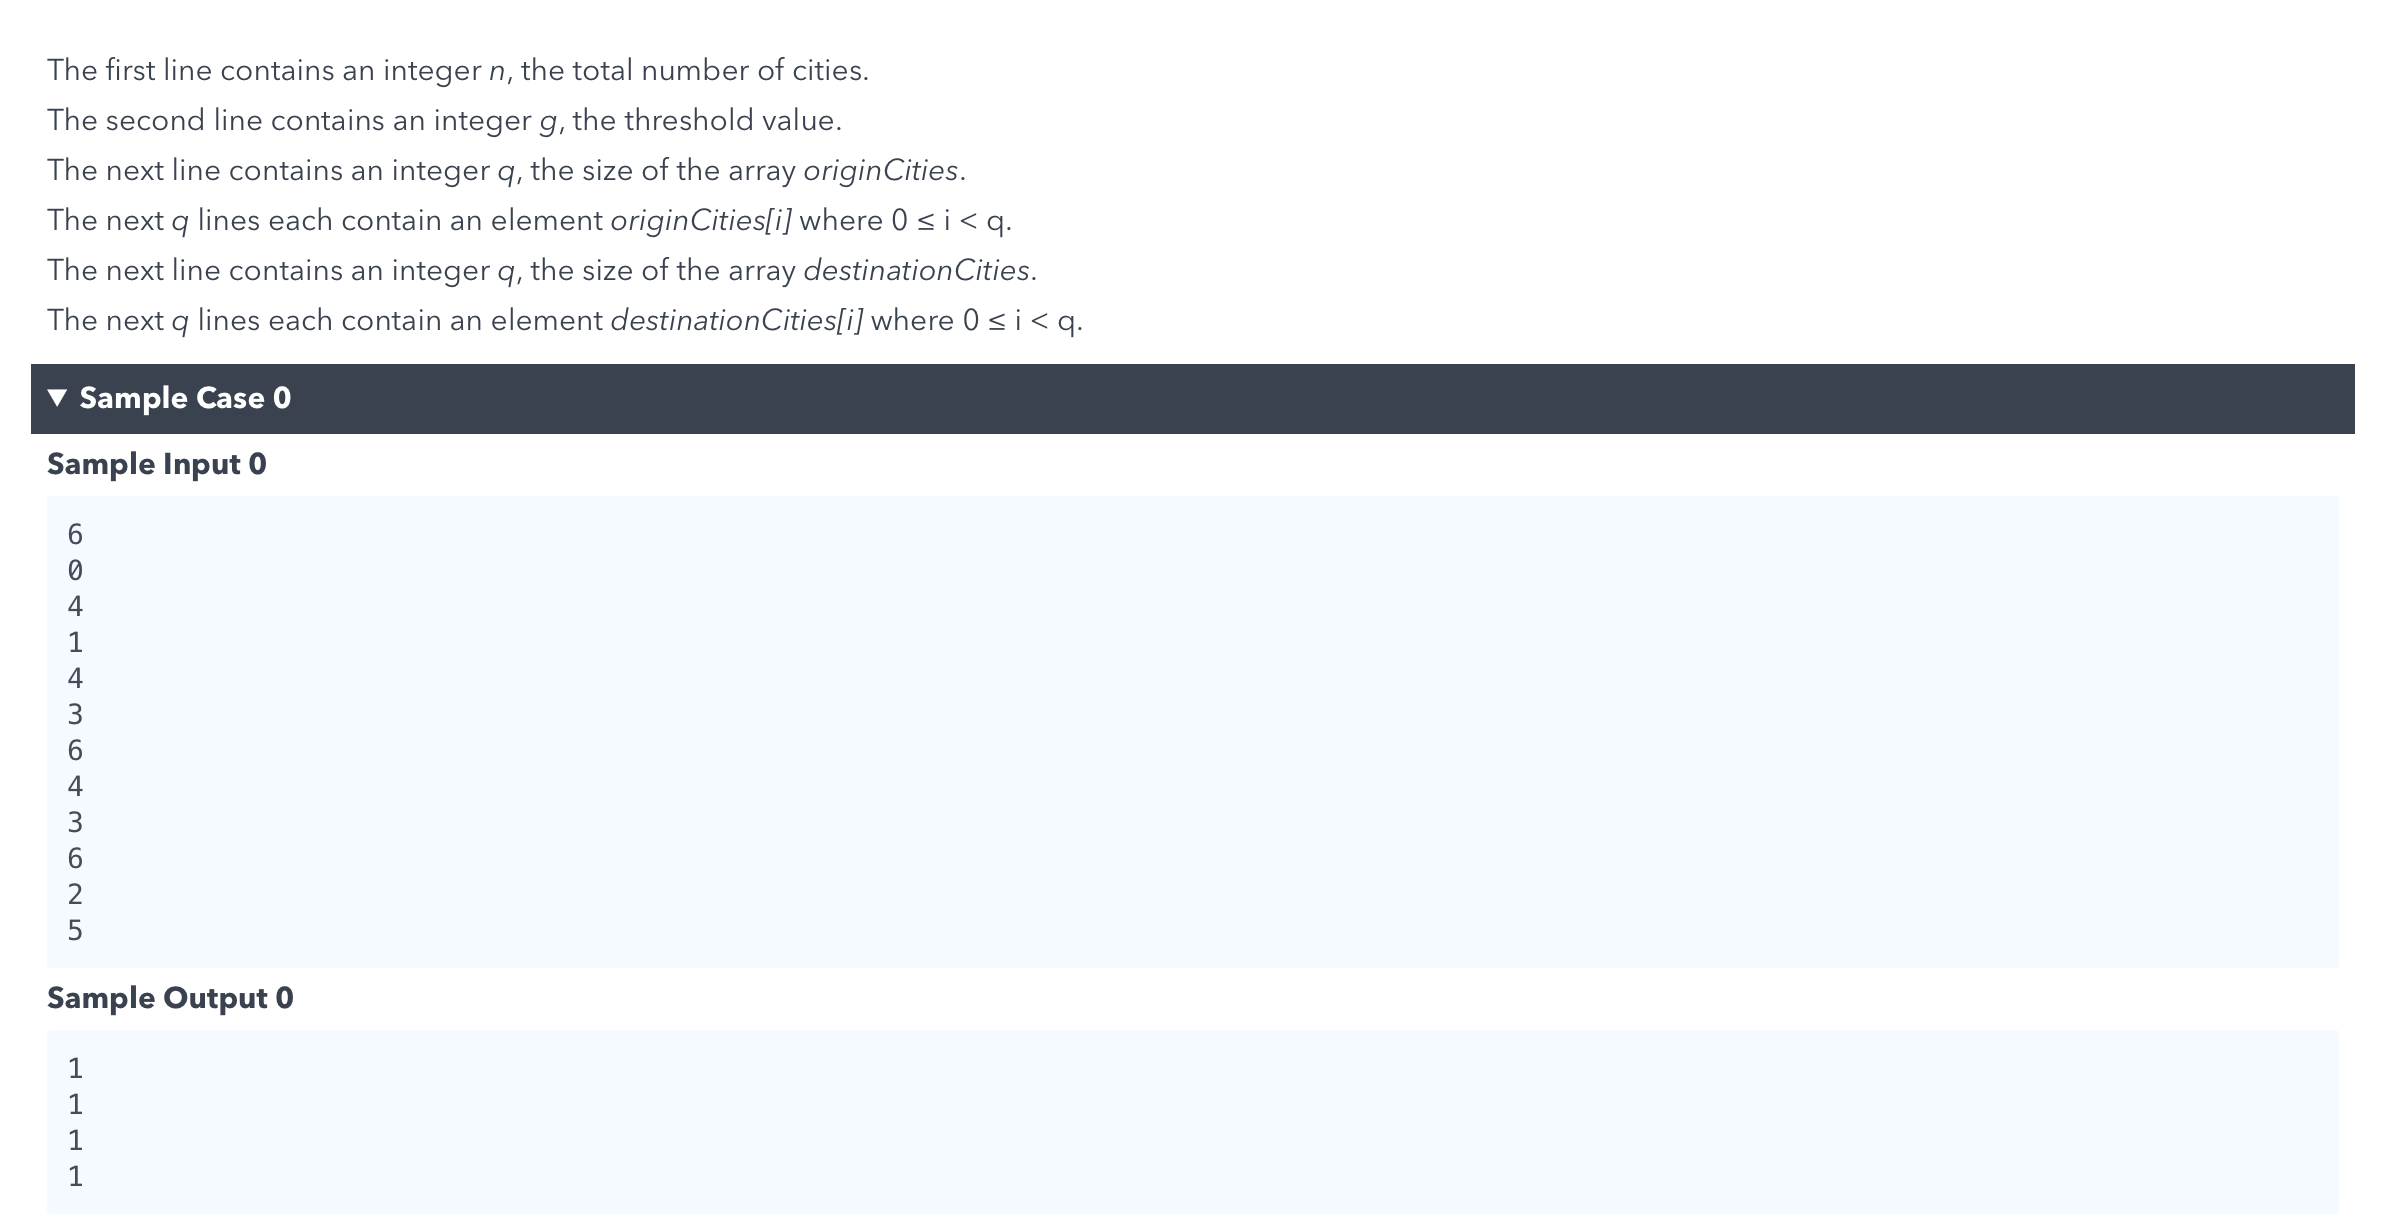 The first line contains an integer n, the total number of cities.
The second line contains an integer g, the threshold value.
The next line contains an integer q, the size of the array originCities.
The next q lines each contain an element originCities[i] where 0 ≤ i < q.
The next line contains an integer q, the size of the array destinationCities.
The next q lines each contain an element destinationCities[i] where 0 ≤ i < q.
▼ Sample Case 0
Sample Input 0
6
0
4
1
4
3
6
4
3
6
2
5
Sample Output 0
1
1
1
1